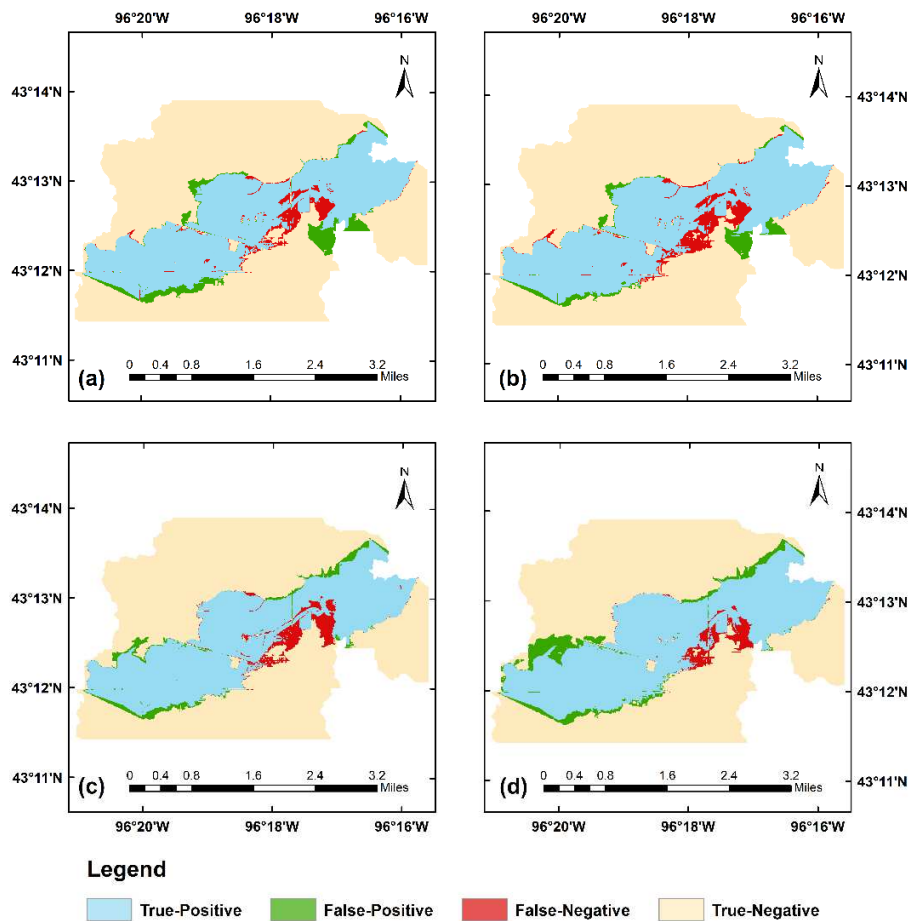 96°20'W 96°18'W 96°16'W 96°20'W 96°18'W 96°16'W
N N
43°14'N 43°14'N
43°13'N 43°13'N
43°12'N 43°12'N
43°11'N 43°11'N
0 0.4 0.8 1.6 2.4 3.2 0 0.4 0.8 1.6 2.4 3.2
(a) Miles (b) Miles
N N
43°14'N 43°14'N
43°13'N 43°13'N
43°12'N 43°12'N
0 0.4 0.8 1.6 2.4 3.2 0 0.4 0.8 1.6 2.4 3.2
43°11'N (c) Miles (d) Miles 43°11'N
96°20'W 96°18'W 96°16'W 96°20'W 96°18'W 96°16'W
Legend
True-Positive False-Positive False-Negative True-Negative